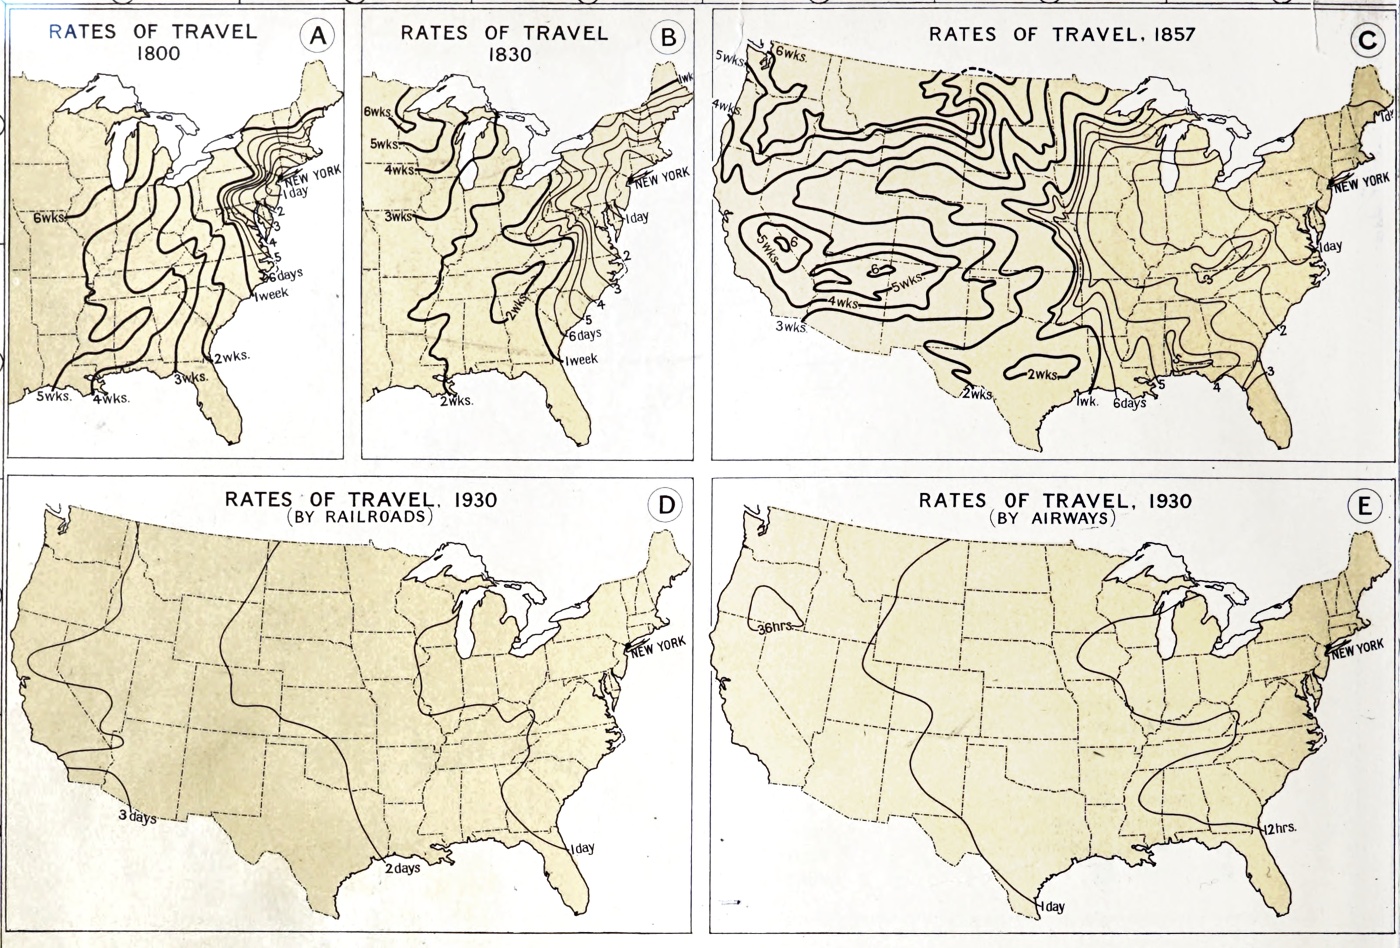 RATES OF TRAVEL
1800
A
NEW YORK
1day
2
3
4
5
6days
1week
2wks.
3wks.
4wks.
5wks.
6wks.
RATES OF TRAVEL
1830
B
1wk
6wks.
5wks.
4wks.
3wks.
NEW YORK
1day
2
3
4
5
6days
1week
2wks.
2wks.
RATES OF TRAVEL, 1857
C
5wks.
6wks.
4wks.
1d
NEW YORK
1day
5wks.
6
6
5wks.
4wks.
3wks.
3
2
3
4
5
5
6days
1wk.
2wks.
2wks.
RATES OF TRAVEL, 1930
(BY RAILROADS)
D
NEW YORK
3days
2days
1day
RATES OF TRAVEL, 1930
(BY AIRWAYS)
E
36hrs.
NEW YORK
12hrs.
1day